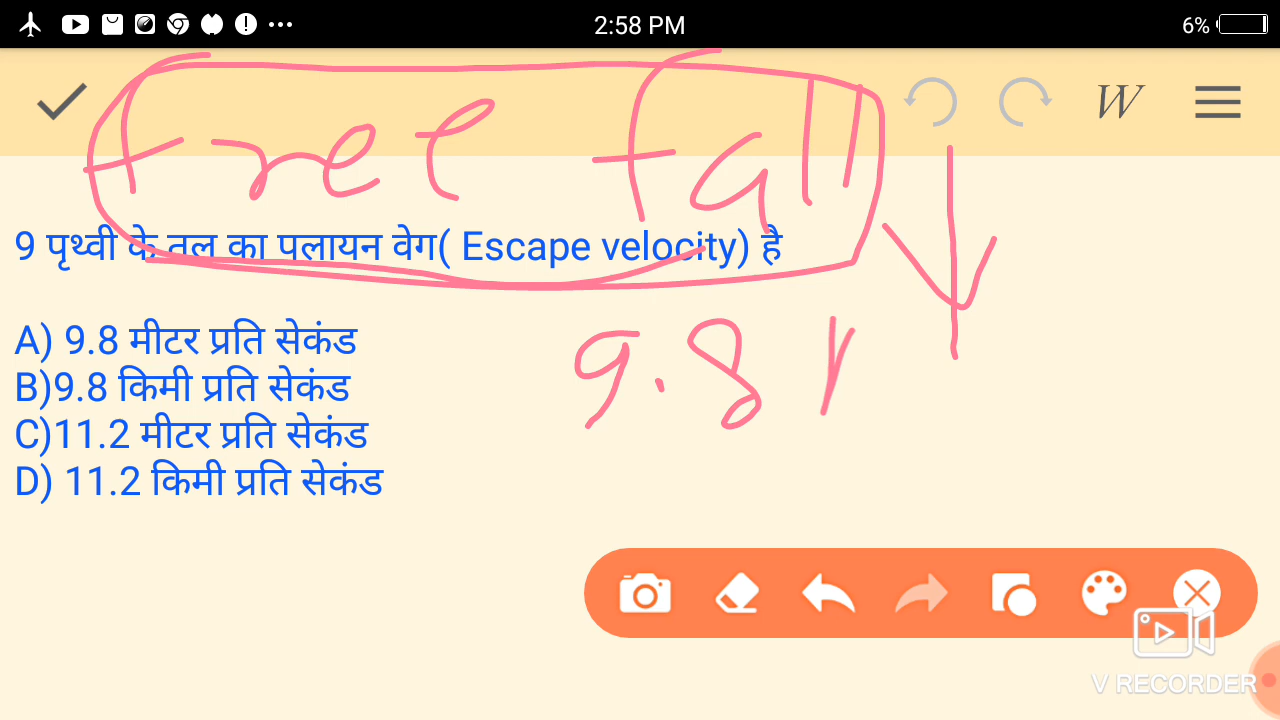 2:58 PM
6%
W
free fall
9 पृथ्वी के तल का पलायन वेग( Escape velocity) है
9.8
A) 9.8 मीटर प्रति सेकंड
B)9.8 किमी प्रति सेकंड
C)11.2 मीटर प्रति सेकंड
D) 11.2 किमी प्रति सेकंड
V RECORDER